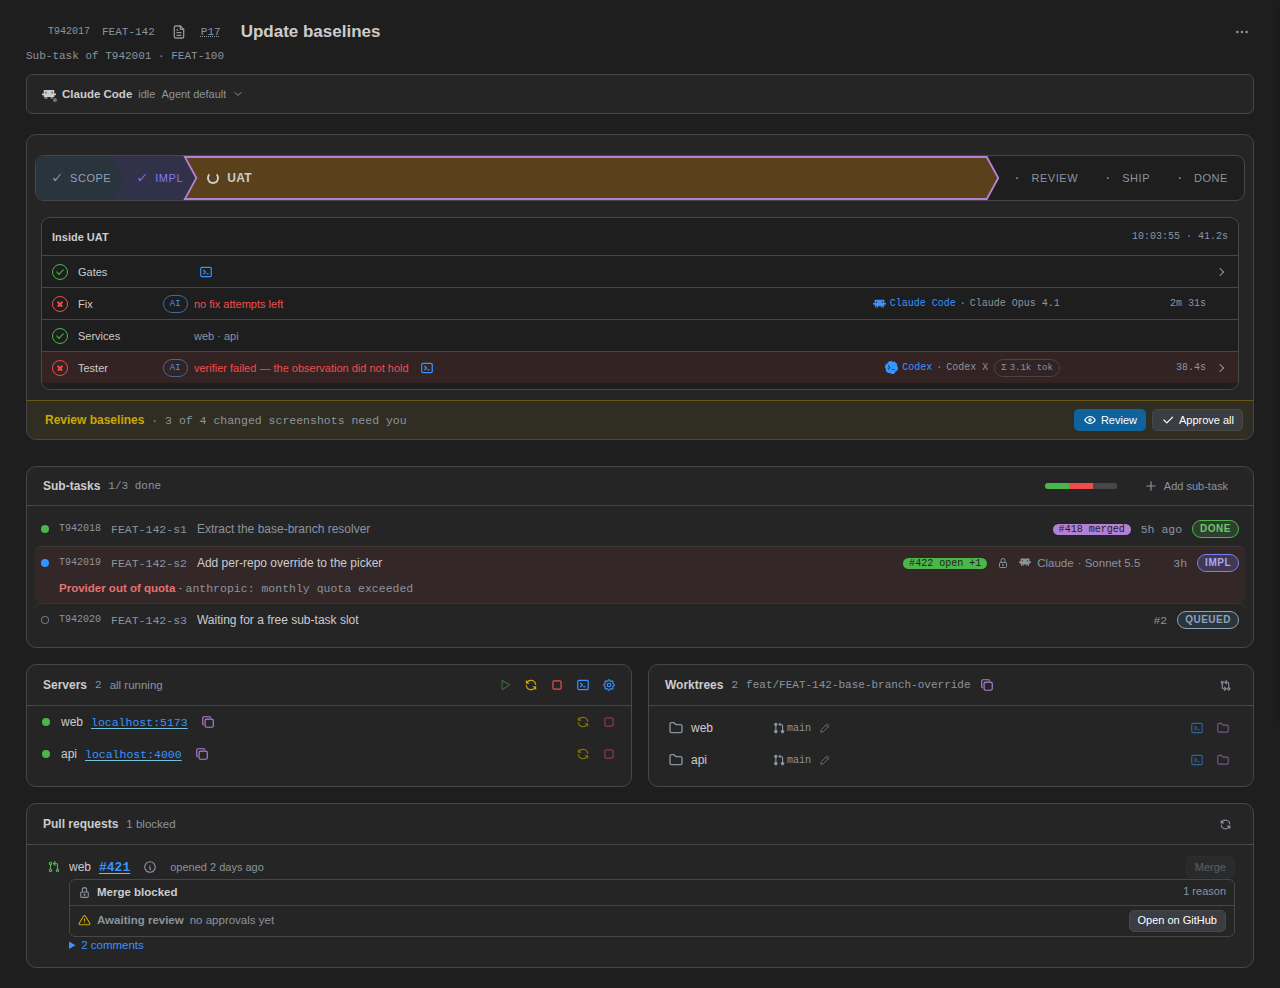 T942017 FEAT-142 P17 Update baselines
Sub-task of T942001 · FEAT-100
Claude Code idle Agent default
SCOPE IMPL UAT · REVIEW · SHIP · DONE
Inside UAT 10:03:55 · 41.2s
Gates
Fix AI no fix attempts left Claude Code · Claude Opus 4.1 2m 31s
Services web · api
Tester AI verifier failed — the observation did not hold Codex · Codex X Σ 3.1k tok 38.4s
Review baselines · 3 of 4 changed screenshots need you Review Approve all
Sub-tasks 1/3 done Add sub-task
T942018 FEAT-142-s1 Extract the base-branch resolver #418 merged 5h ago DONE
T942019 FEAT-142-s2 Add per-repo override to the picker #422 open +1 Claude · Sonnet 5.5 3h IMPL
Provider out of quota · anthropic: monthly quota exceeded
T942020 FEAT-142-s3 Waiting for a free sub-task slot #2 QUEUED
Servers 2 all running
web localhost:5173
api localhost:4000
Worktrees 2 feat/FEAT-142-base-branch-override
web main
api main
Pull requests 1 blocked
web #421 opened 2 days ago Merge
Merge blocked 1 reason
Awaiting review no approvals yet Open on GitHub
2 comments